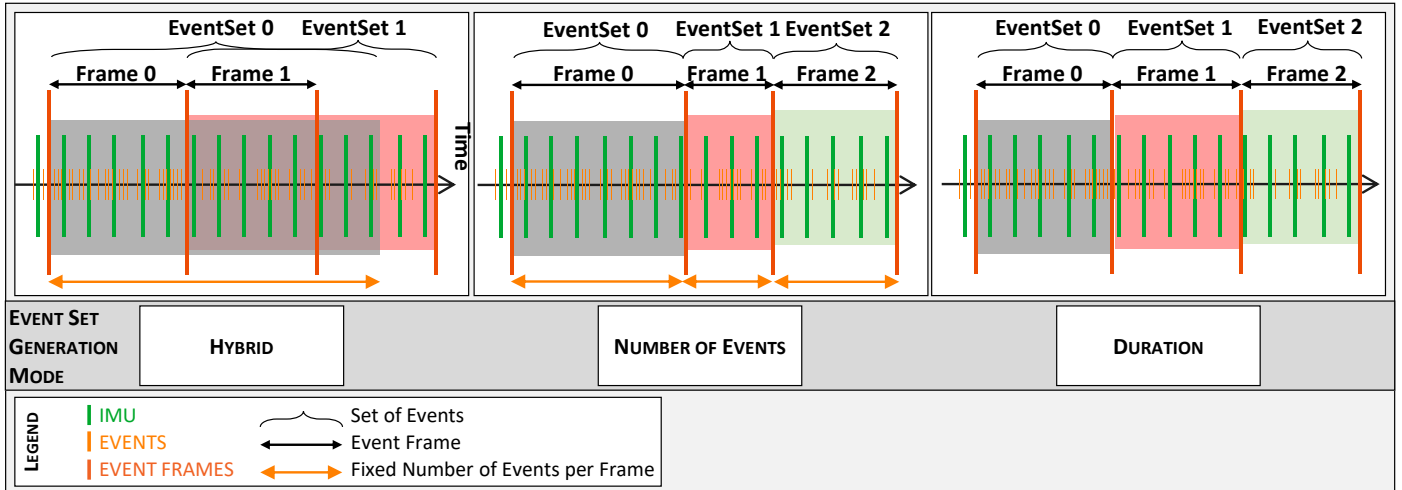 EventSet 0 EventSet 1
Frame 0 Frame 1
Time
EventSet 0 EventSet 1 EventSet 2
Frame 0 Frame 1 Frame 2
EventSet 0 EventSet 1 EventSet 2
Frame 0 Frame 1 Frame 2
EVENT SET
GENERATION
MODE
HYBRID
NUMBER OF EVENTS
DURATION
LEGEND
IMU
EVENTS
EVENT FRAMES
Set of Events
Event Frame
Fixed Number of Events per Frame